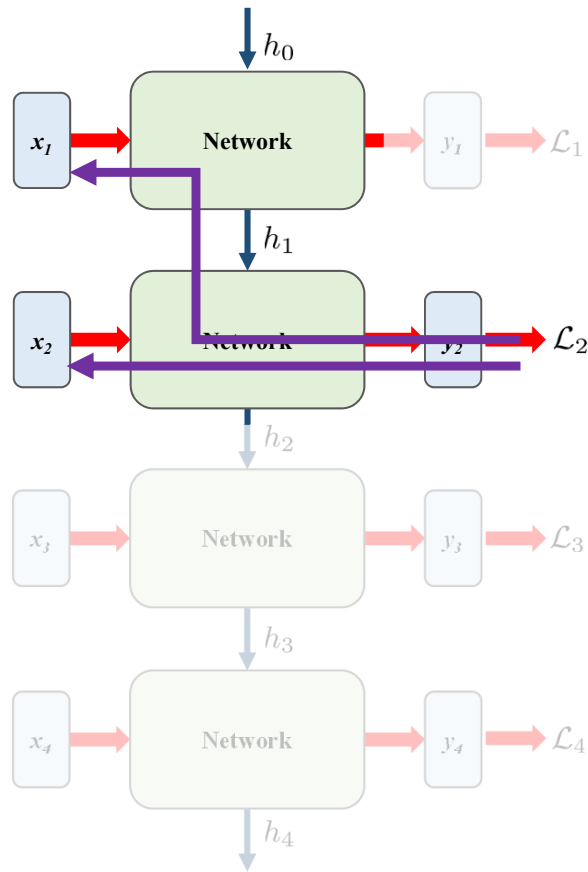 h₀
x₁ Network y₁ ℒ₁
h₁
x₂ Network y₂ ℒ₂
h₂
x₃ Network y₃ ℒ₃
h₃
x₄ Network y₄ ℒ₄
h₄